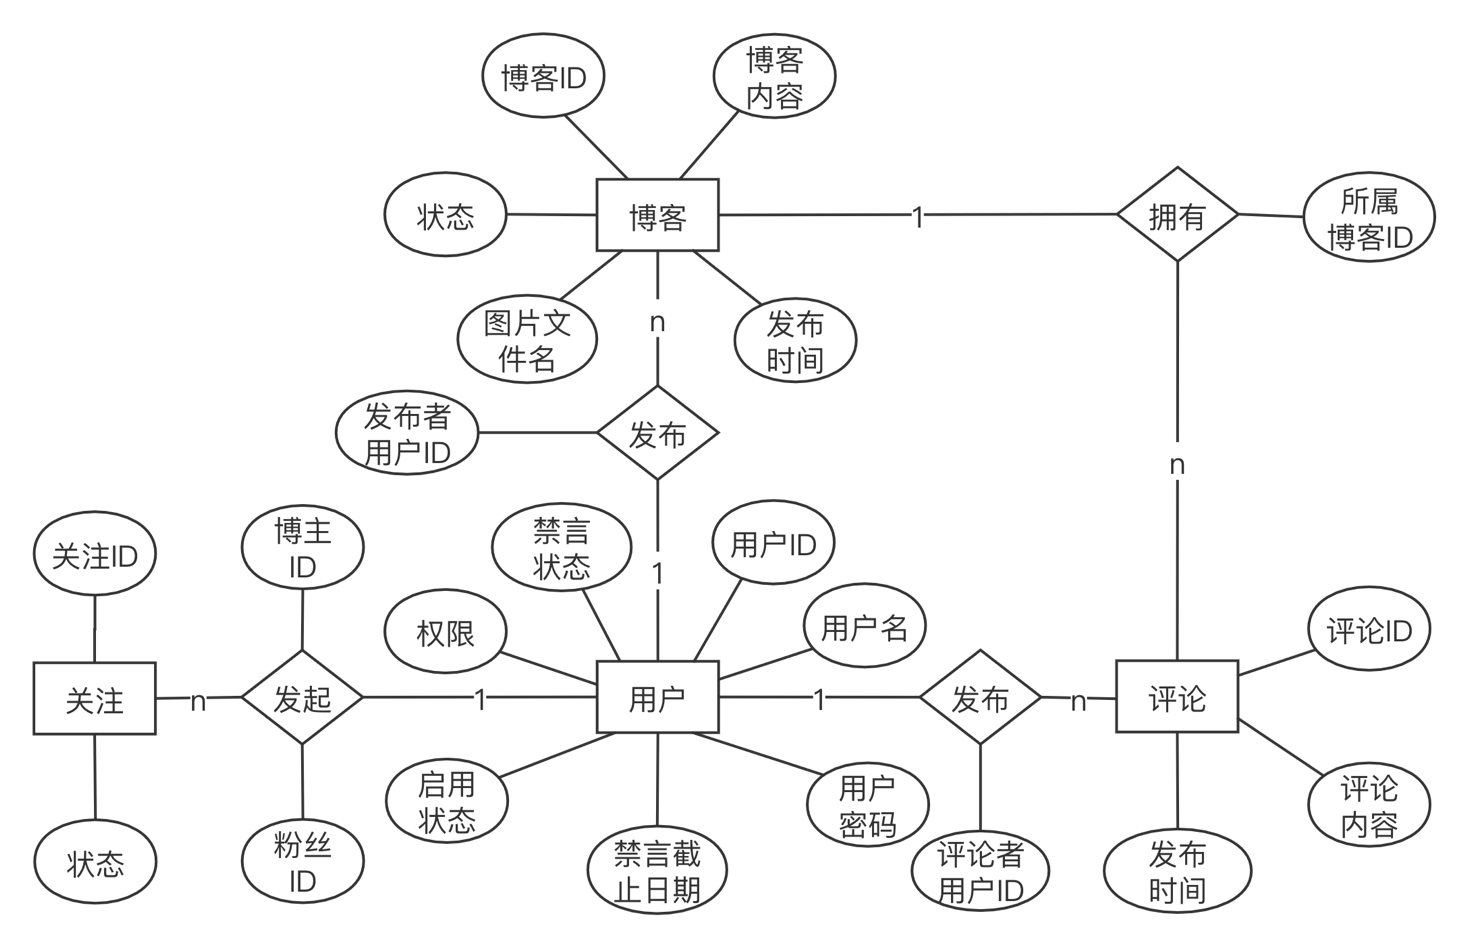 博客ID
博客
内容
状态
博客
1
拥有
所属
博客ID
图片文
件名
n
发布
时间
发布者
用户ID
发布
n
关注ID
博主
ID
禁言
状态
1
用户ID
权限
用户名
评论ID
关注
n
发起
1
用户
1
发布
n
评论
启用
状态
用户
密码
评论
内容
状态
粉丝
ID
禁言截
止日期
评论者
用户ID
发布
时间